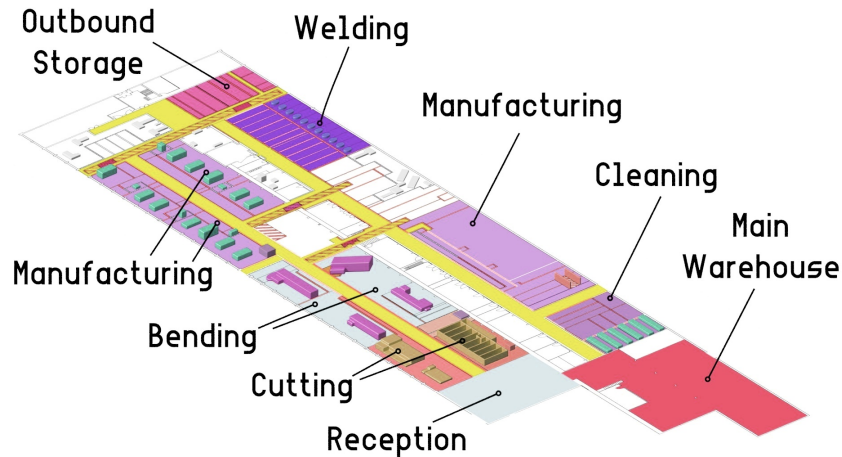 Outbound
Storage
Welding
Manufacturing
Cleaning
Main
Warehouse
Manufacturing
Bending
Cutting
Reception